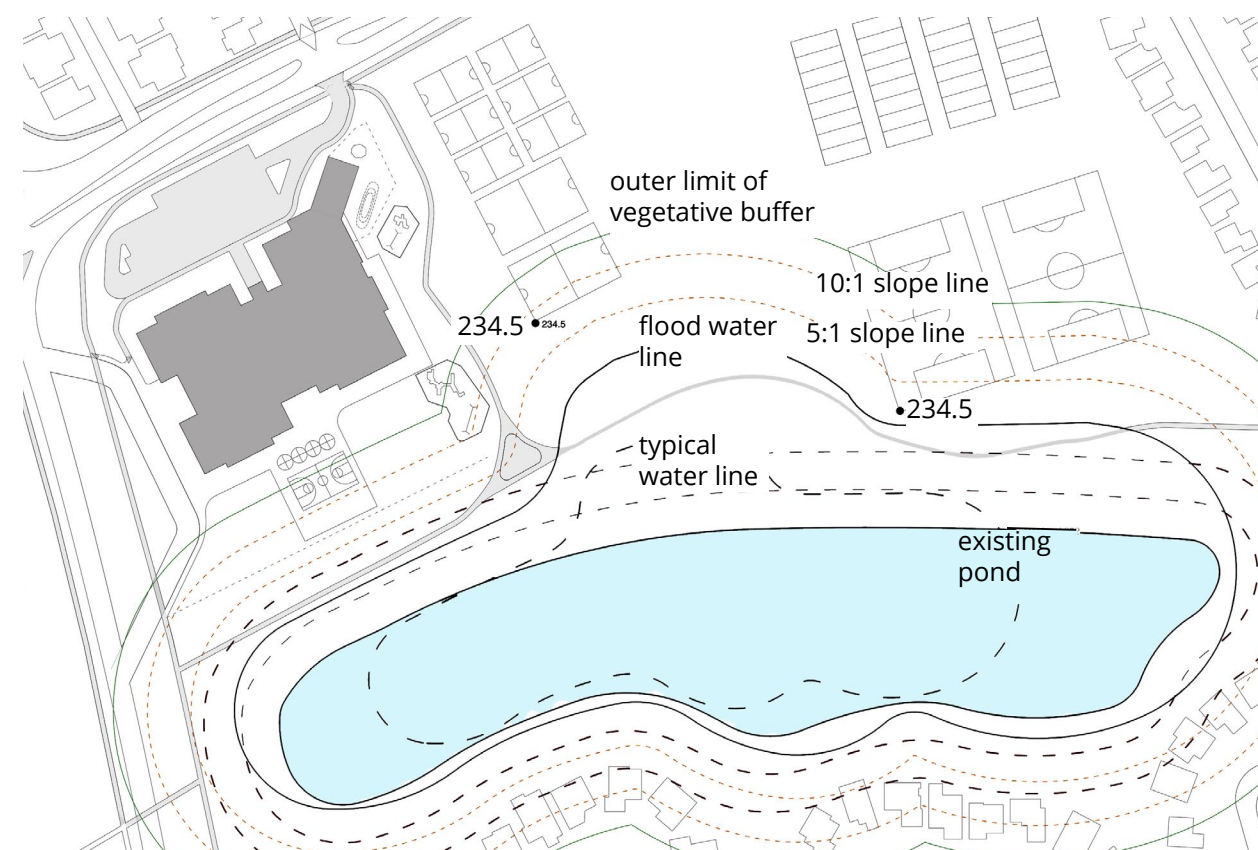 outer limit of
vegetative buffer
10:1 slope line
234.5
234.5
flood water
line
5:1 slope line
234.5
typical
water line
existing
pond